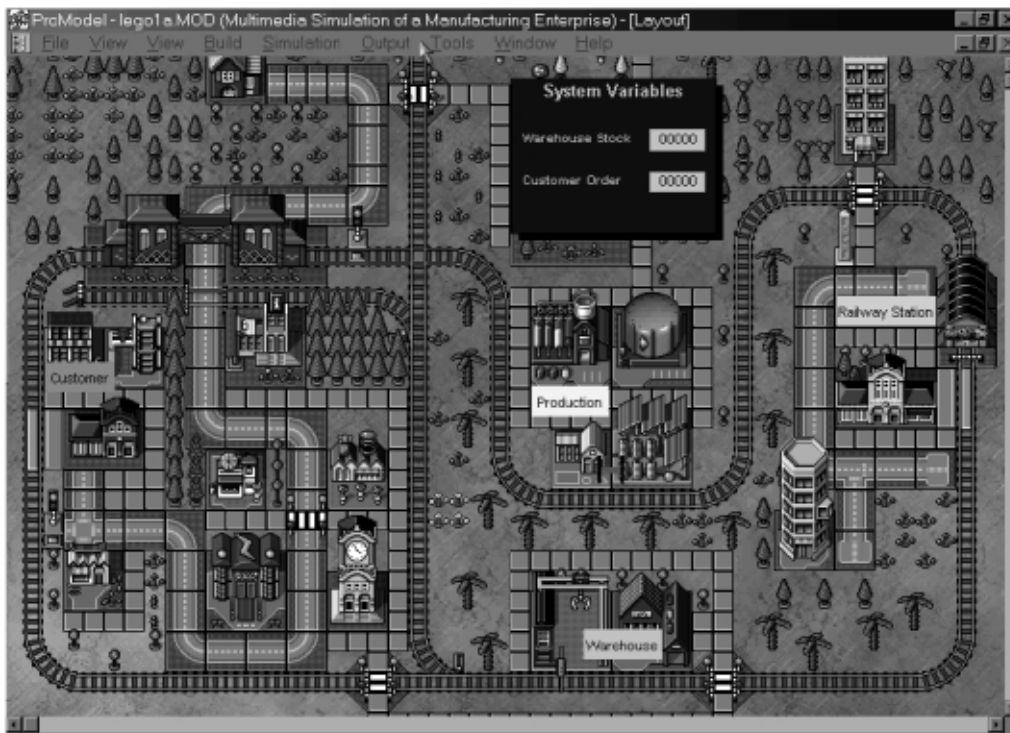 ProModel - lego1a.MOD (Multimedia Simulation of a Manufacturing Enterprise) - [Layout]
File View View Build Simulation Output Tools Window Help
System Variables
Warehouse Stock 00000
Customer Order 00000
Railway Station
Customer
Production
Warehouse